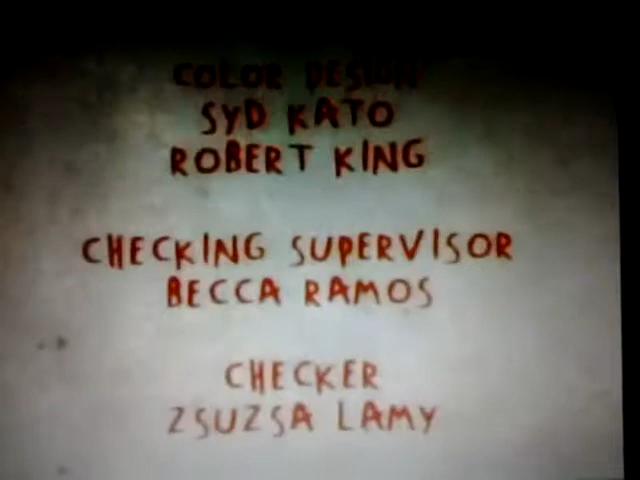 COLOR DESIGN
SYD KATO
ROBERT KING
CHECKING SUPERVISOR
BECCA RAMOS
CHECKER
ZSUZSA LAMY